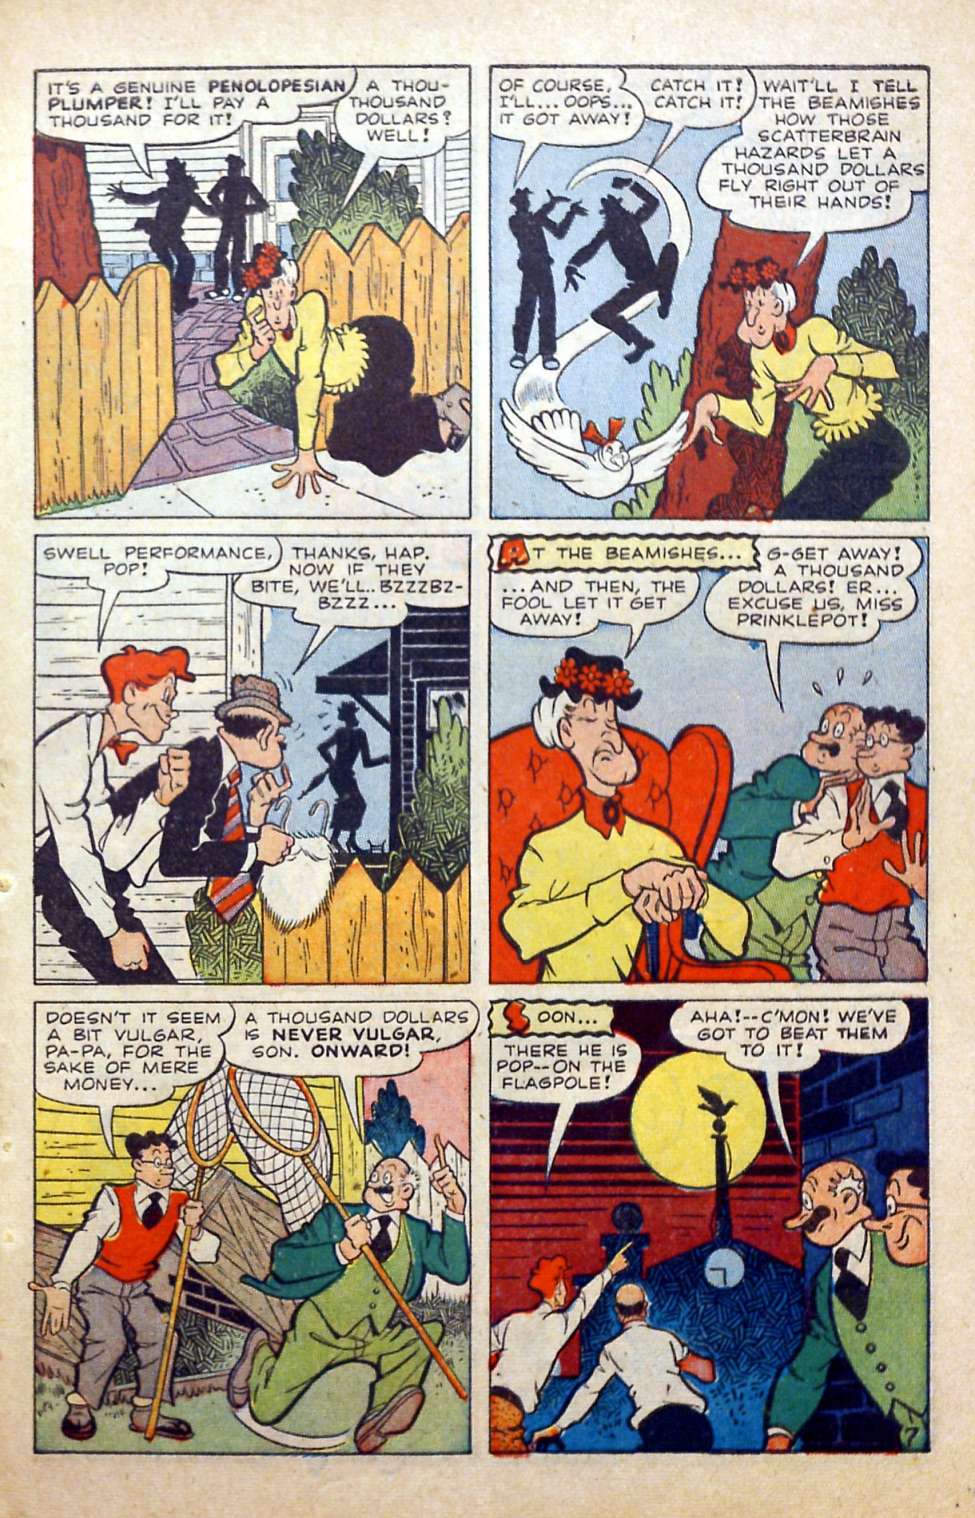 IT'S A GENUINE PENOLOPESIAN
PLUMPER! I'LL PAY A
THOUSAND FOR IT!
A THOU-
THOUSAND
DOLLARS?
WELL!
OF COURSE,
I'LL... OOPS...
IT GOT AWAY!
CATCH IT!
CATCH IT!
WAIT'LL I TELL
THE BEAMISHES
HOW THOSE
SCATTERBRAIN
HAZARDS LET A
THOUSAND DOLLARS
FLY RIGHT OUT OF
THEIR HANDS!
SWELL PERFORMANCE,
POP!
THANKS, HAP.
NOW IF THEY
BITE, WE'LL..BZZZBZ-
BZZZ...
AT THE BEAMISHES...
...AND THEN, THE
FOOL LET IT GET
AWAY!
G-GET AWAY!
A THOUSAND
DOLLARS! ER...
EXCUSE US, MISS
PRINKLEPOT!
DOESN'T IT SEEM
A BIT VULGAR,
PA-PA, FOR THE
SAKE OF MERE
MONEY...
A THOUSAND DOLLARS
IS NEVER VULGAR,
SON. ONWARD!
SOON...
THERE HE IS
POP--ON THE
FLAGPOLE!
AHA!--C'MON! WE'VE
GOT TO BEAT THEM
TO IT!
7